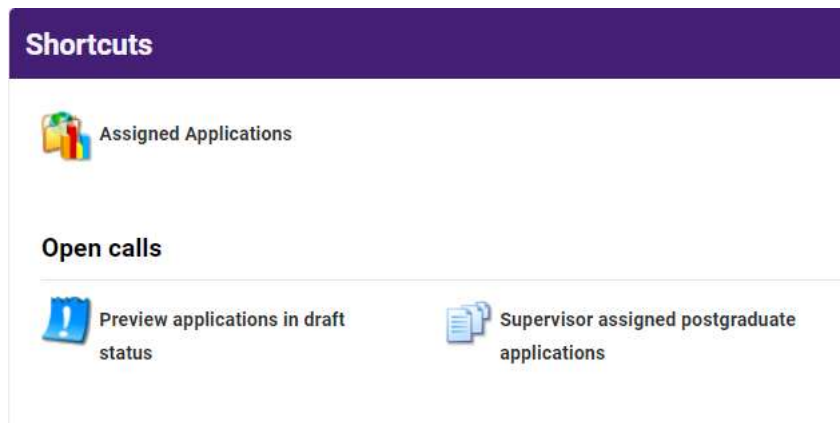 Shortcuts
Assigned Applications
Open calls
Preview applications in draft
status
Supervisor assigned postgraduate
applications